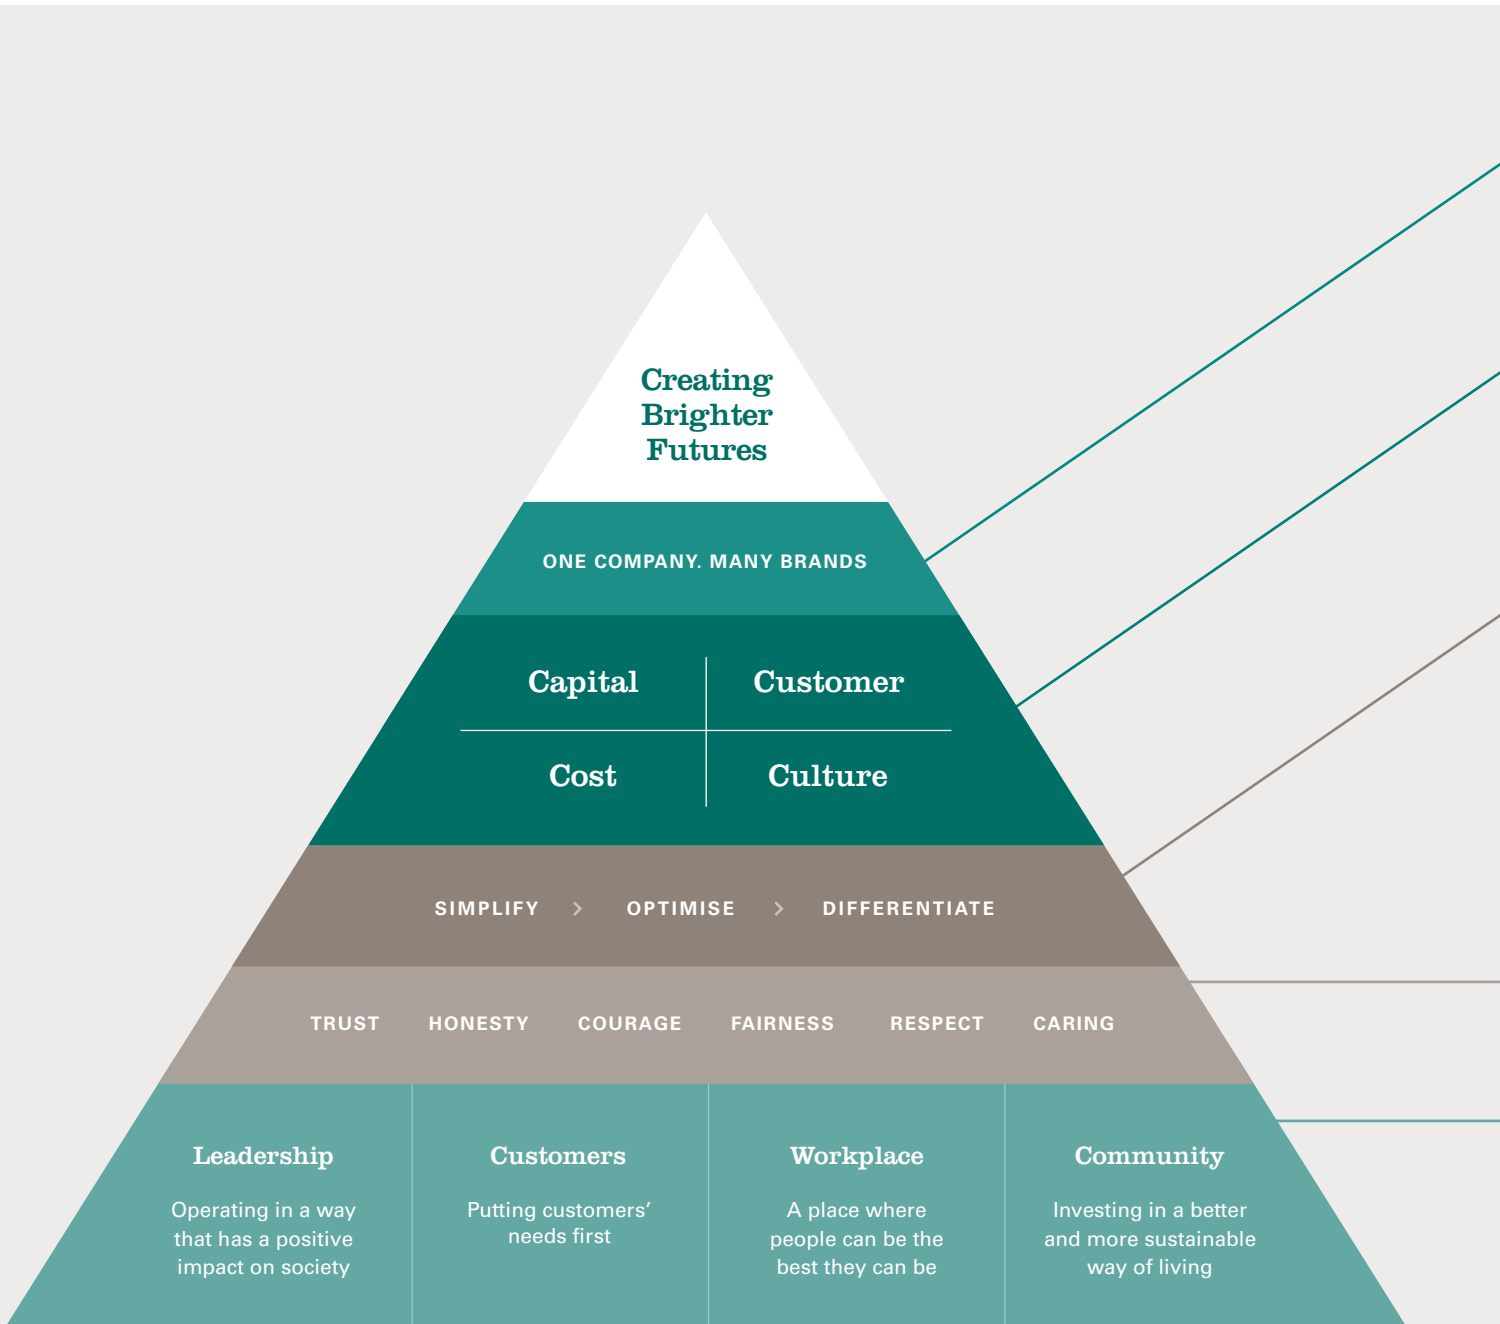 Creating
Brighter
Futures
ONE COMPANY. MANY BRANDS
Capital Customer
Cost Culture
SIMPLIFY > OPTIMISE > DIFFERENTIATE
TRUST HONESTY COURAGE FAIRNESS RESPECT CARING
Leadership
Operating in a way
that has a positive
impact on society
Customers
Putting customers’
needs first
Workplace
A place where
people can be the
best they can be
Community
Investing in a better
and more sustainable
way of living